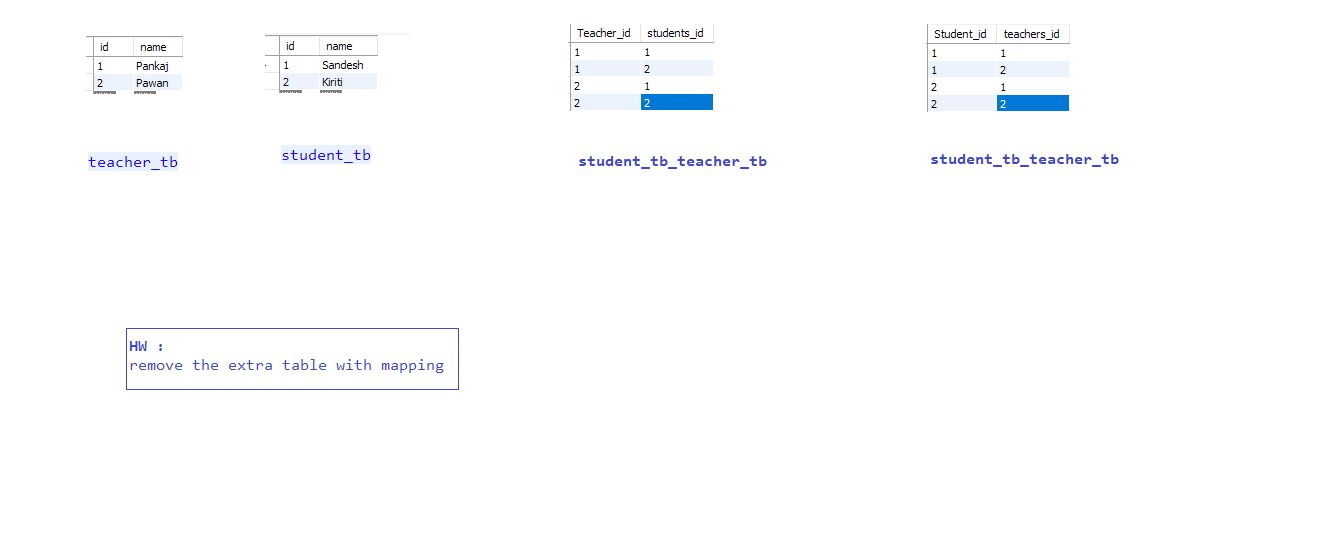 id name
1 Pankaj
2 Pawan
teacher_tb
id name
1 Sandesh
2 Kiriti
student_tb
Teacher_id students_id
1 1
1 2
2 1
2 2
student_tb_teacher_tb
Student_id teachers_id
1 1
1 2
2 1
2 2
student_tb_teacher_tb
HW :
remove the extra table with mapping